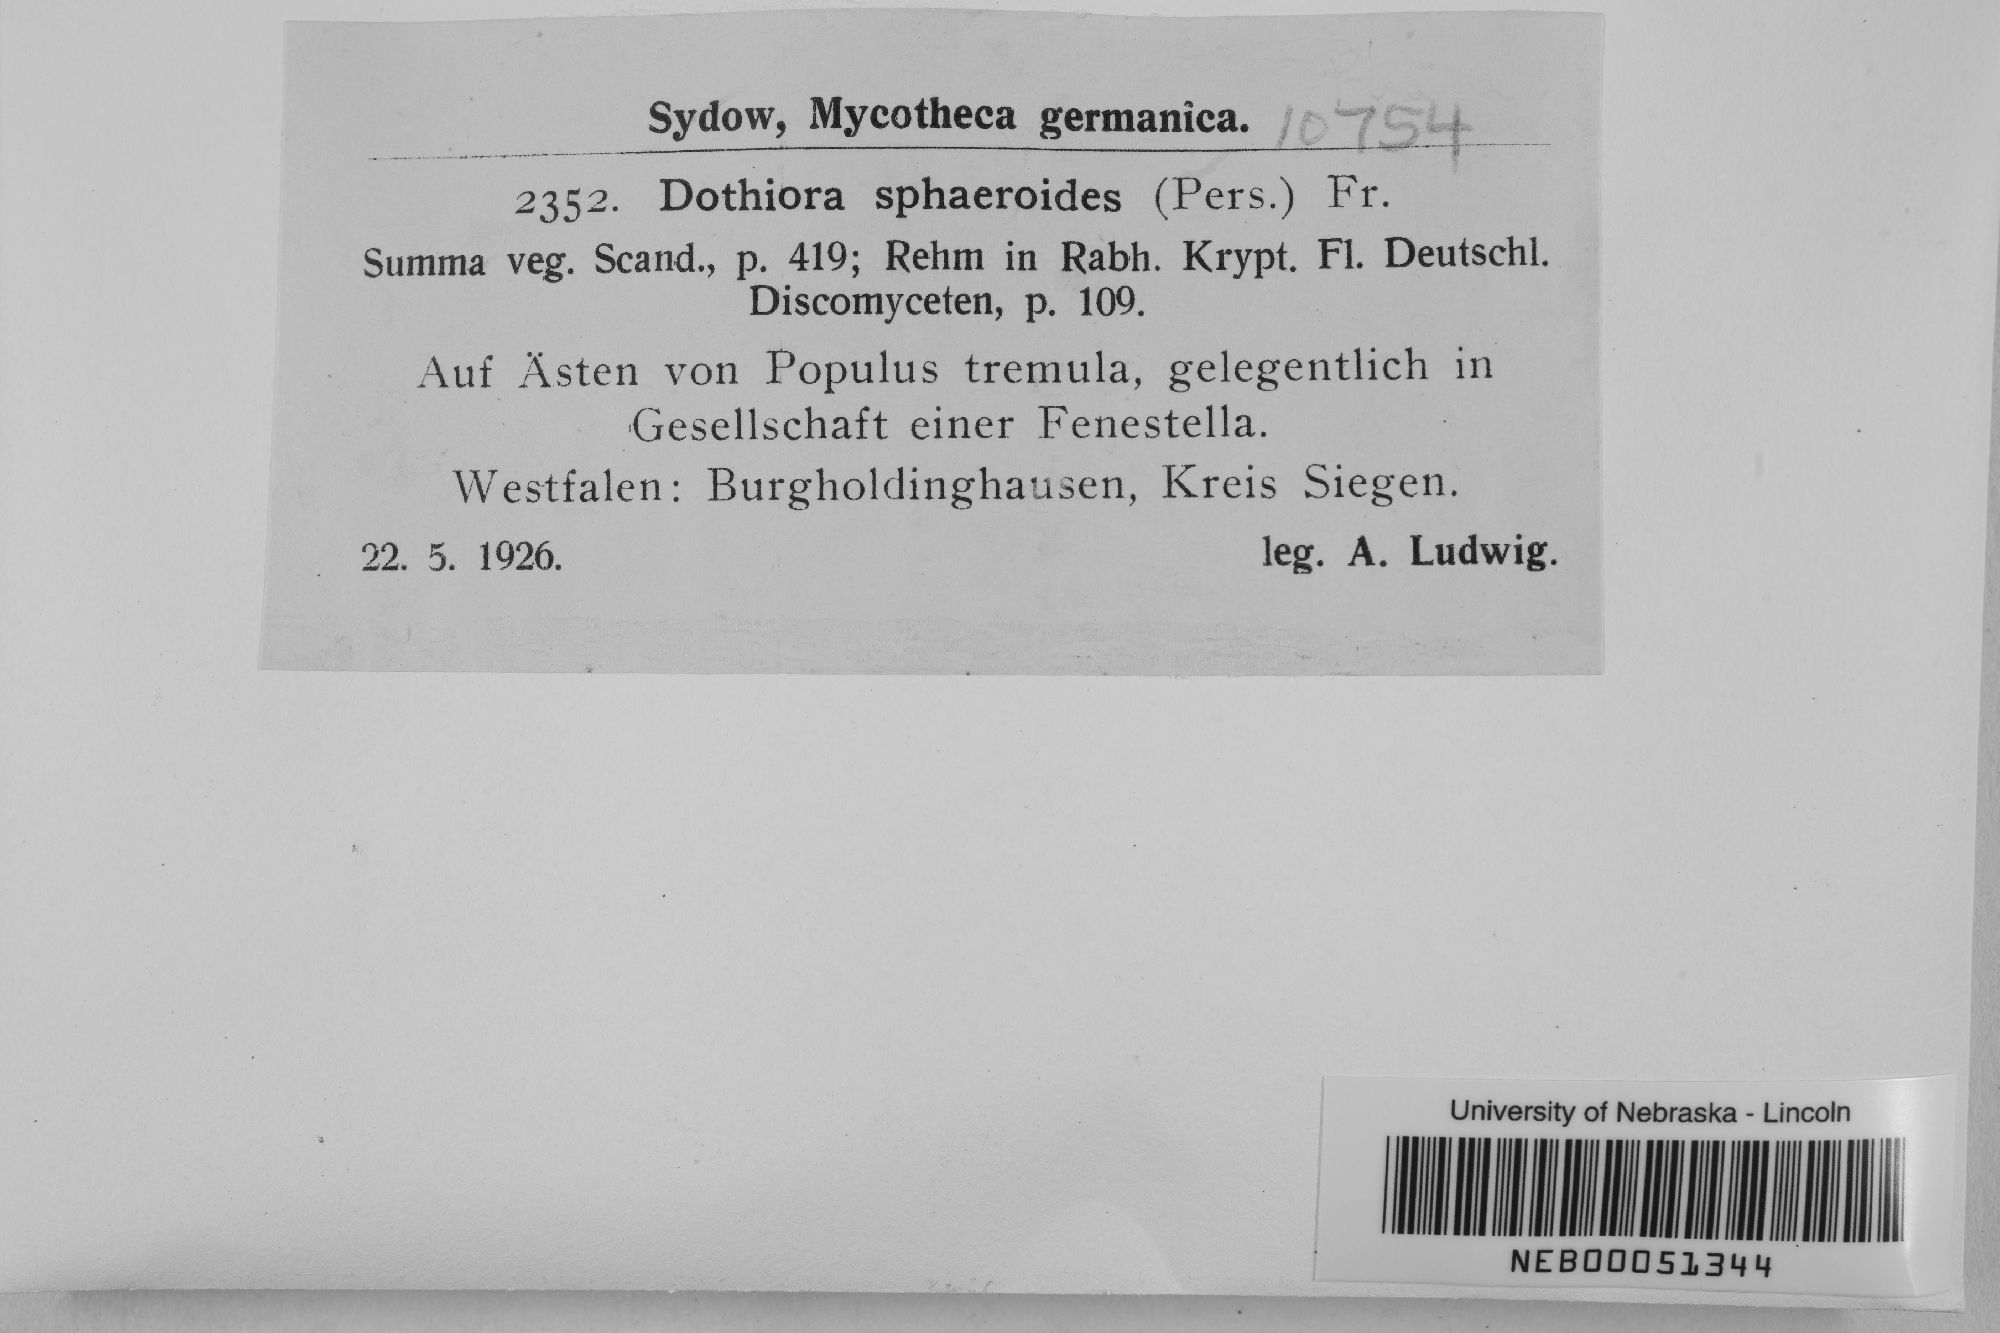 Sydow, Mycotheca germanica. 10754
2352. Dothiora sphaeroides (Pers.) Fr.
Summa veg. Scand., p. 419; Rehm in Rabh. Krypt. Fl. Deutschl.
Discomyceten, p. 109.
Auf Ästen von Populus tremula, gelegentlich in
Gesellschaft einer Fenestella.
Westfalen: Burgholdinghausen, Kreis Siegen.
22. 5. 1926. leg. A. Ludwig.
University of Nebraska - Lincoln
NEB00051344